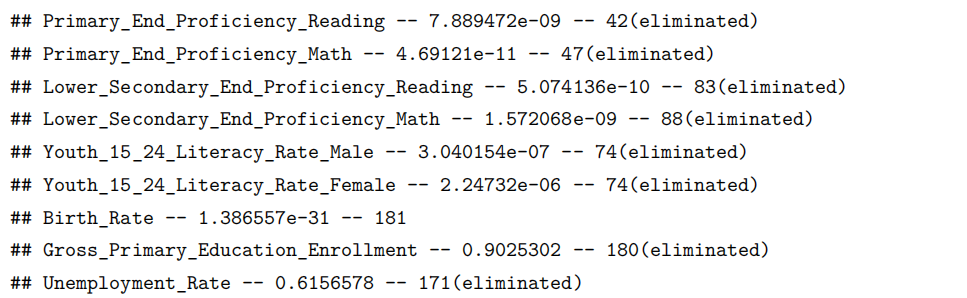 ## Primary_End_Proficiency_Reading -- 7.889472e-09 -- 42(eliminated)
## Primary_End_Proficiency_Math -- 4.69121e-11 -- 47(eliminated)
## Lower_Secondary_End_Proficiency_Reading -- 5.074136e-10 -- 83(eliminated)
## Lower_Secondary_End_Proficiency_Math -- 1.572068e-09 -- 88(eliminated)
## Youth_15_24_Literacy_Rate_Male -- 3.040154e-07 -- 74(eliminated)
## Youth_15_24_Literacy_Rate_Female -- 2.24732e-06 -- 74(eliminated)
## Birth_Rate -- 1.386557e-31 -- 181
## Gross_Primary_Education_Enrollment -- 0.9025302 -- 180(eliminated)
## Unemployment_Rate -- 0.6156578 -- 171(eliminated)